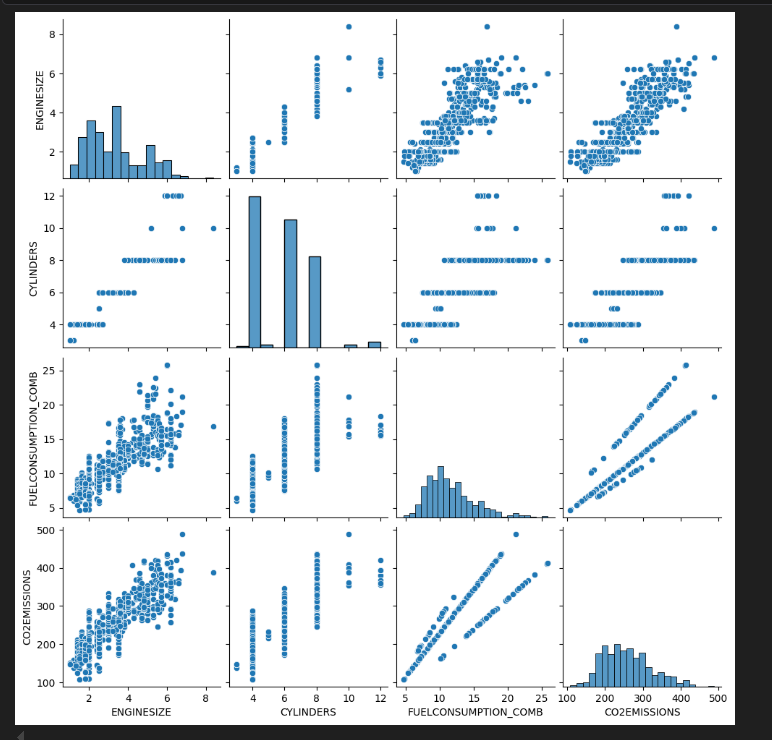 ENGINESIZE
8
6
4
2
CYLINDERS
12
10
8
6
4
FUELCONSUMPTION_COMB
25
20
15
10
5
CO2EMISSIONS
500
400
300
200
100
2 4 6 8
4 6 8 10 12
5 10 15 20 25
100 200 300 400 500
ENGINESIZE
CYLINDERS
FUELCONSUMPTION_COMB
CO2EMISSIONS